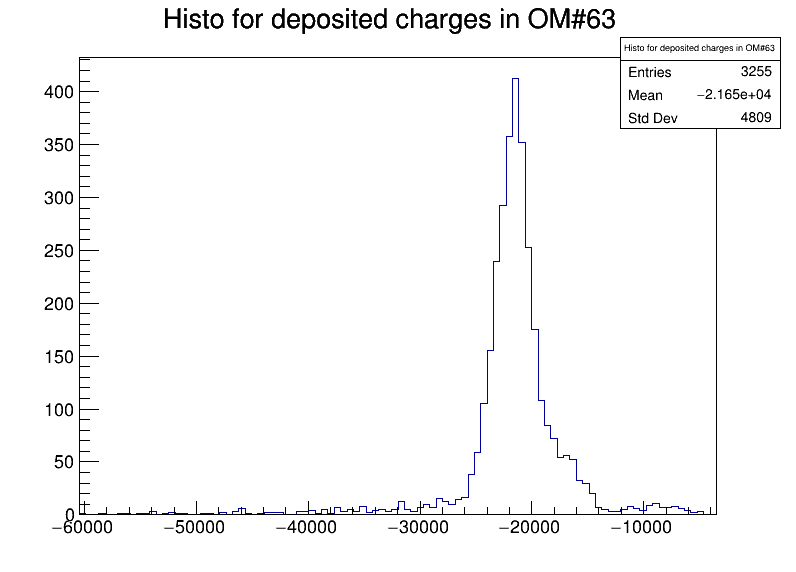 Histo for deposited charges in OM#63
Histo for deposited charges in OM#63
Entries 3255
Mean −2.165e+04
Std Dev 4809
400
350
300
250
200
150
100
50
0
−60000 −50000 −40000 −30000 −20000 −10000